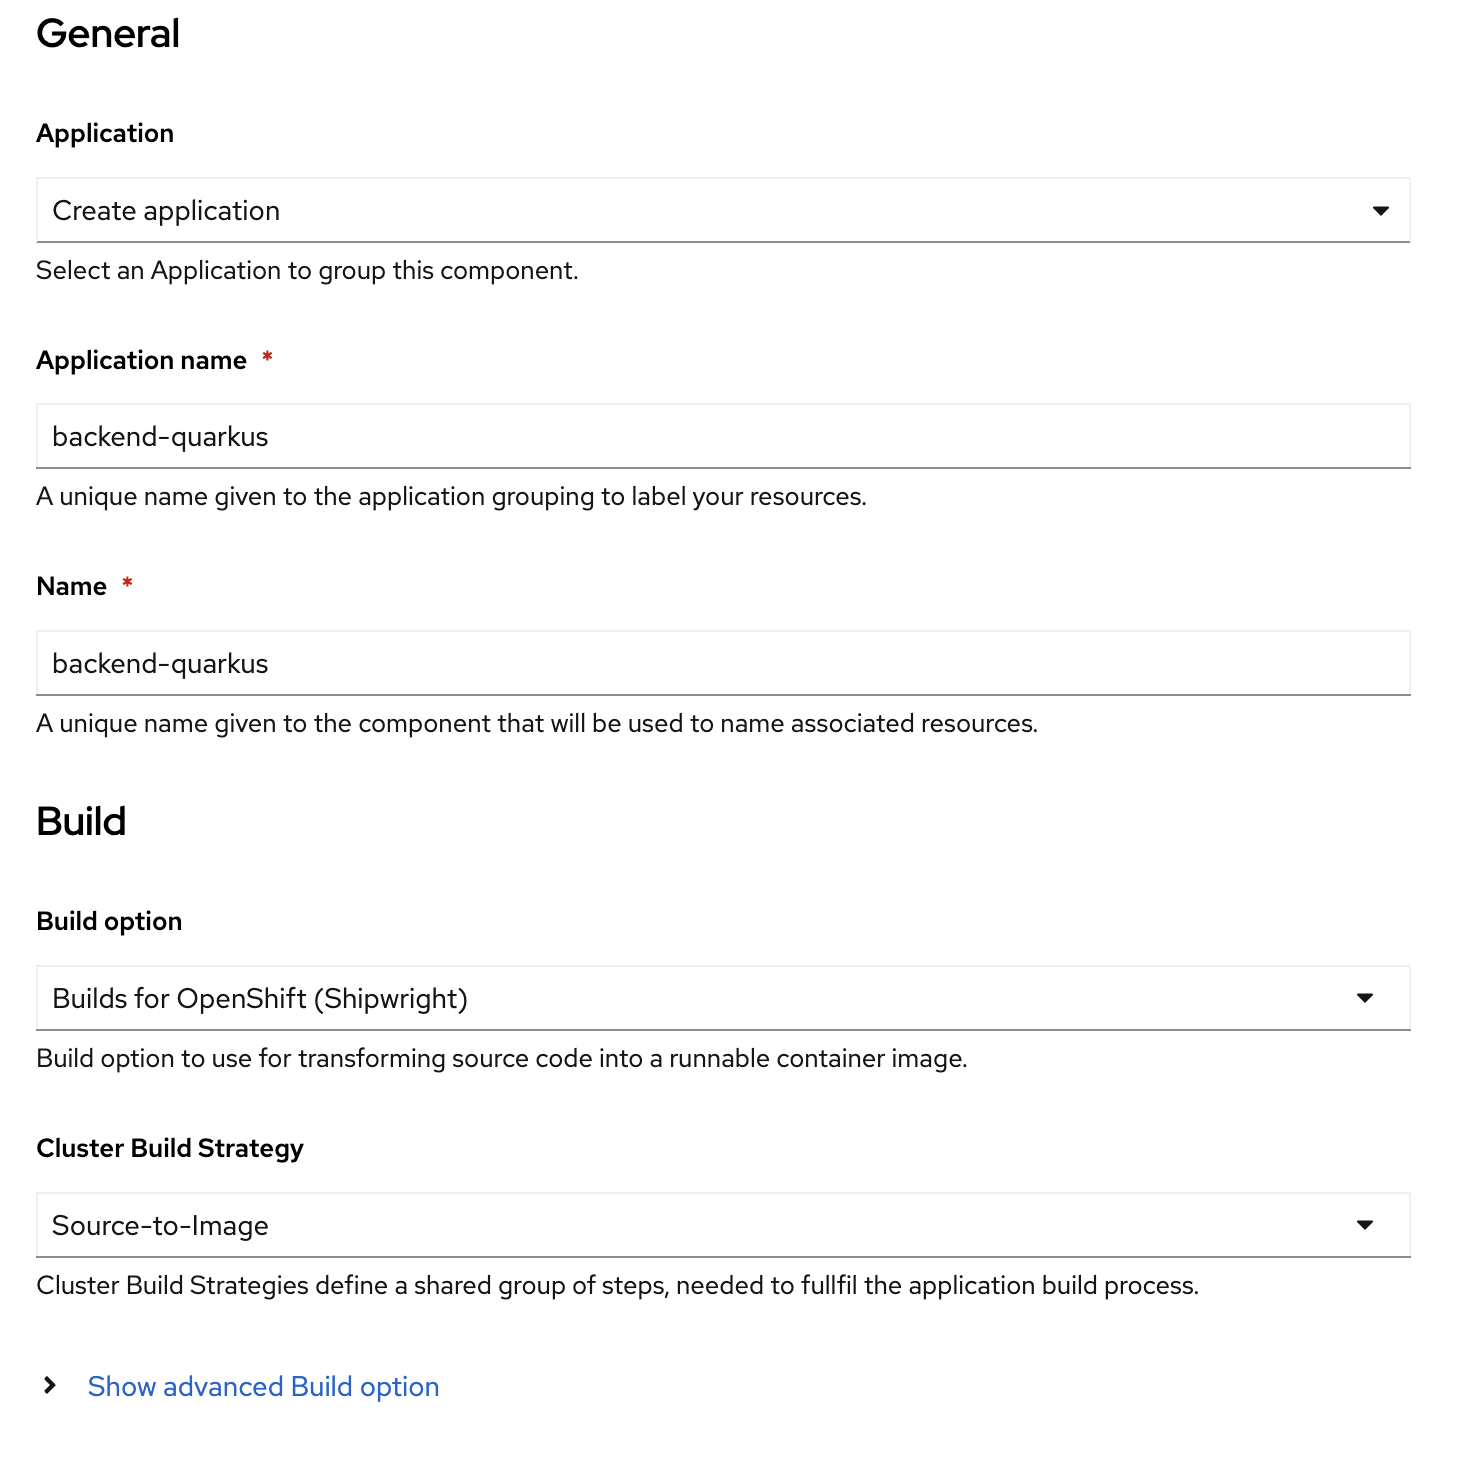 General
Application
Create application
Select an Application to group this component.
Application name *
backend-quarkus
A unique name given to the application grouping to label your resources.
Name *
backend-quarkus
A unique name given to the component that will be used to name associated resources.
Build
Build option
Builds for OpenShift (Shipwright)
Build option to use for transforming source code into a runnable container image.
Cluster Build Strategy
Source-to-Image
Cluster Build Strategies define a shared group of steps, needed to fullfil the application build process.
Show advanced Build option